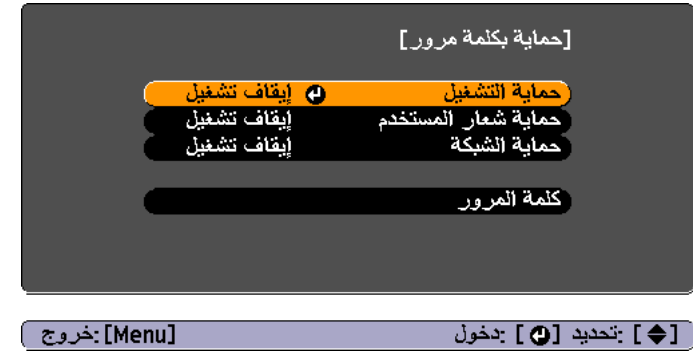 [حماية بكلمة مرور]
حماية التشغيل إيقاف تشغيل
حماية شعار المستخدم إيقاف تشغيل
حماية الشبكة إيقاف تشغيل
كلمة المرور
[ ] :تحديد [ ] :دخول [Menu] :خروج